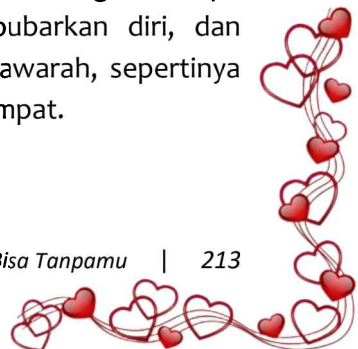 bubarkan diri, dan
awarah, sepertinya
mpat.
Bisa Tanpamu | 213